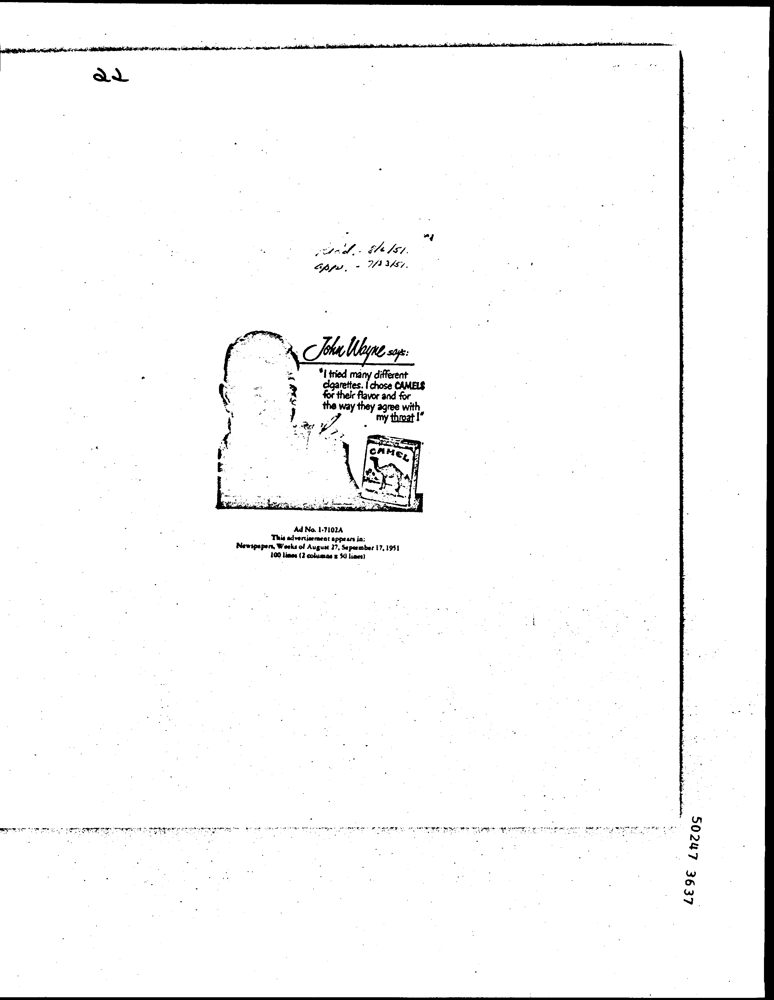 22
8/6/51.
appv. - 7/23/51.
John Wayne says:
"I tried many different
cigarettes. I chose CAMELS
for their flavor and for
the way they agree with
my throat!"
CAMEL
Ad No. 1-7102A
This advertisement appears in:
Newspapers, Weeks of August 27, September 17, 1951
100 lines (2 columns x 50 lines)
50247 3637